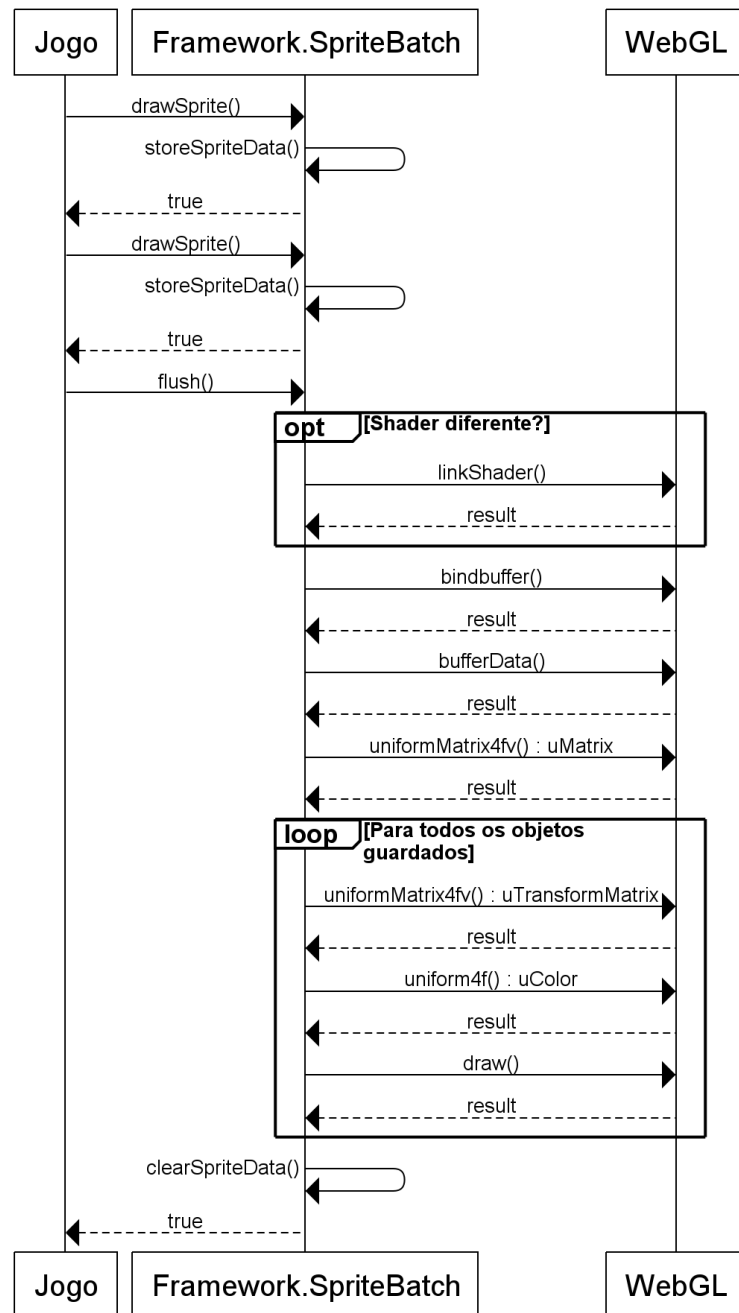 Jogo
Framework.SpriteBatch
WebGL
drawSprite()
storeSpriteData()
true
drawSprite()
storeSpriteData()
true
flush()
opt
[Shader diferente?]
linkShader()
result
bindbuffer()
result
bufferData()
result
uniformMatrix4fv() : uMatrix
result
loop
[Para todos os objetos
guardados]
uniformMatrix4fv() : uTransformMatrix
result
uniform4f() : uColor
result
draw()
result
clearSpriteData()
true
Jogo
Framework.SpriteBatch
WebGL